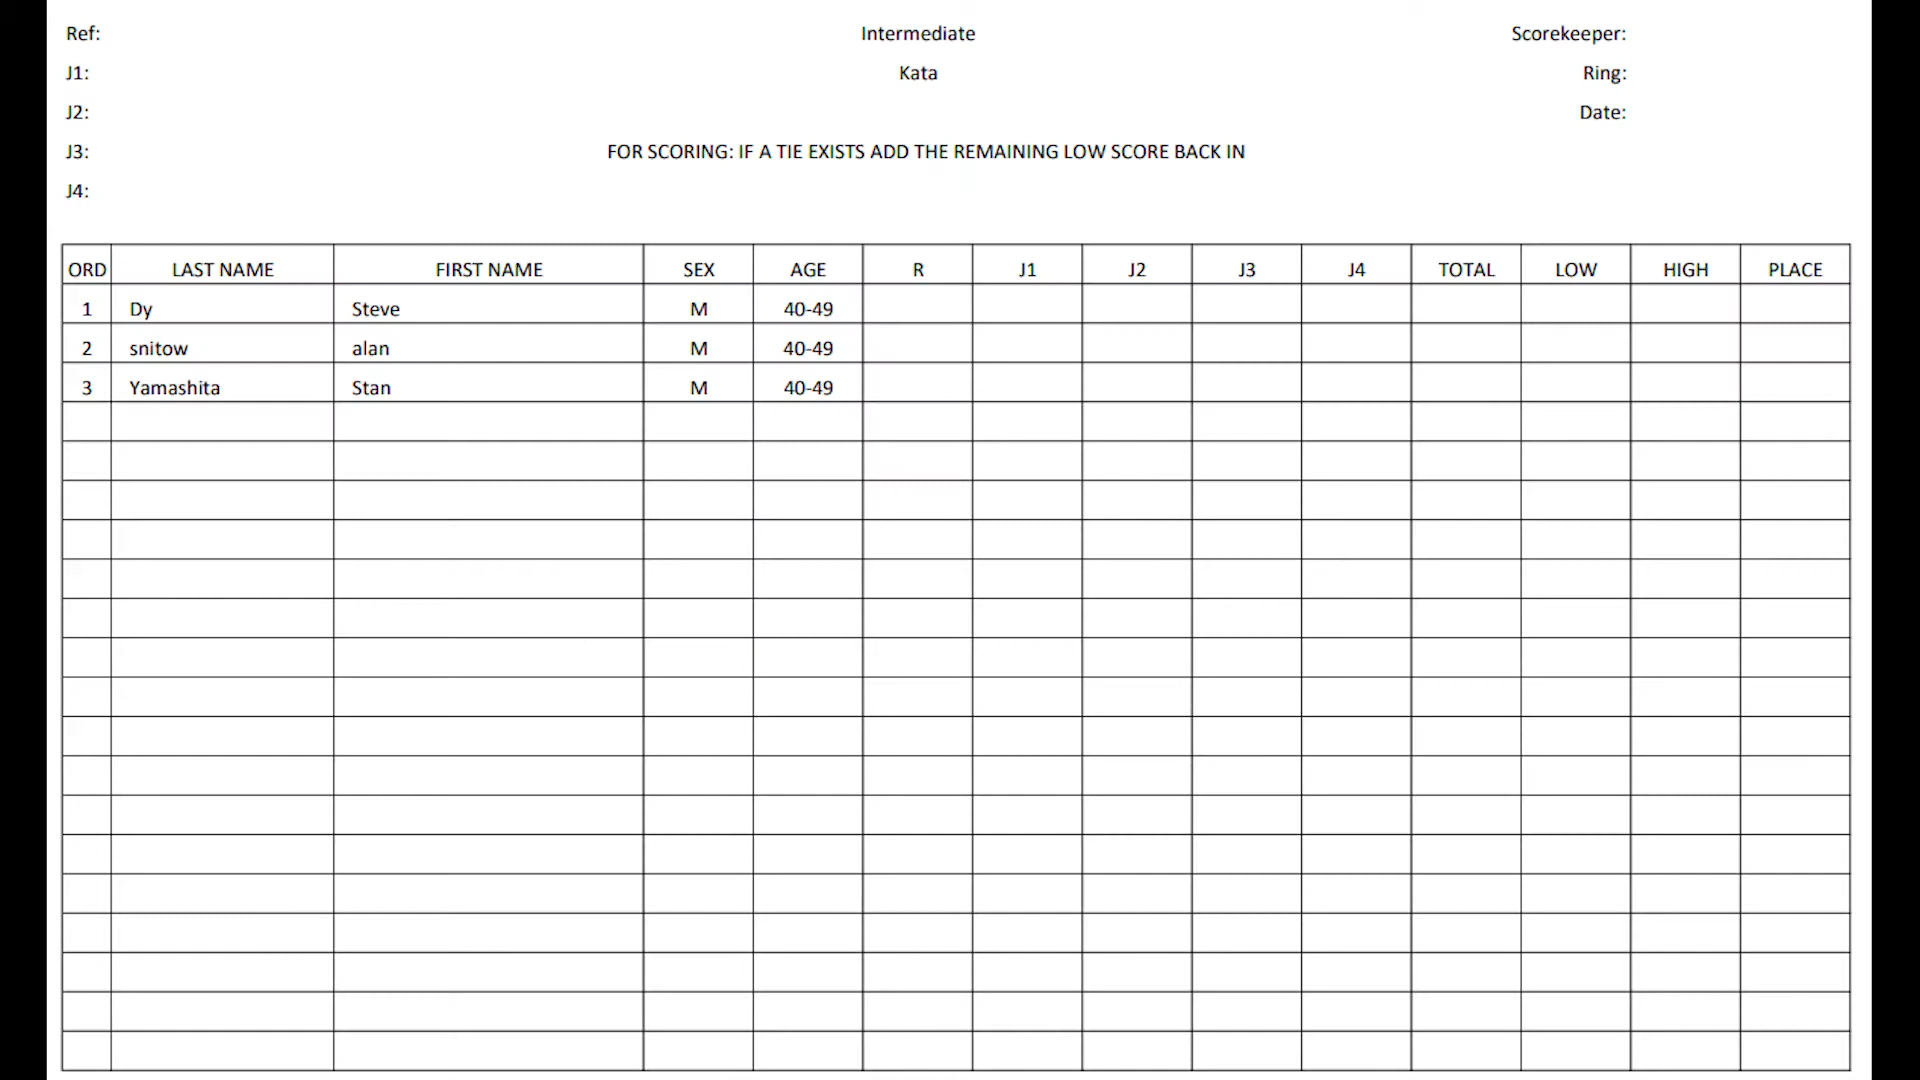 Ref: Intermediate Scorekeeper:
J1: Kata Ring:
J2: Date:
J3: FOR SCORING: IF A TIE EXISTS ADD THE REMAINING LOW SCORE BACK IN
J4:
ORD LAST NAME FIRST NAME SEX AGE R J1 J2 J3 J4 TOTAL LOW HIGH PLACE
1 Dy Steve M 40-49
2 snitow alan M 40-49
3 Yamashita Stan M 40-49